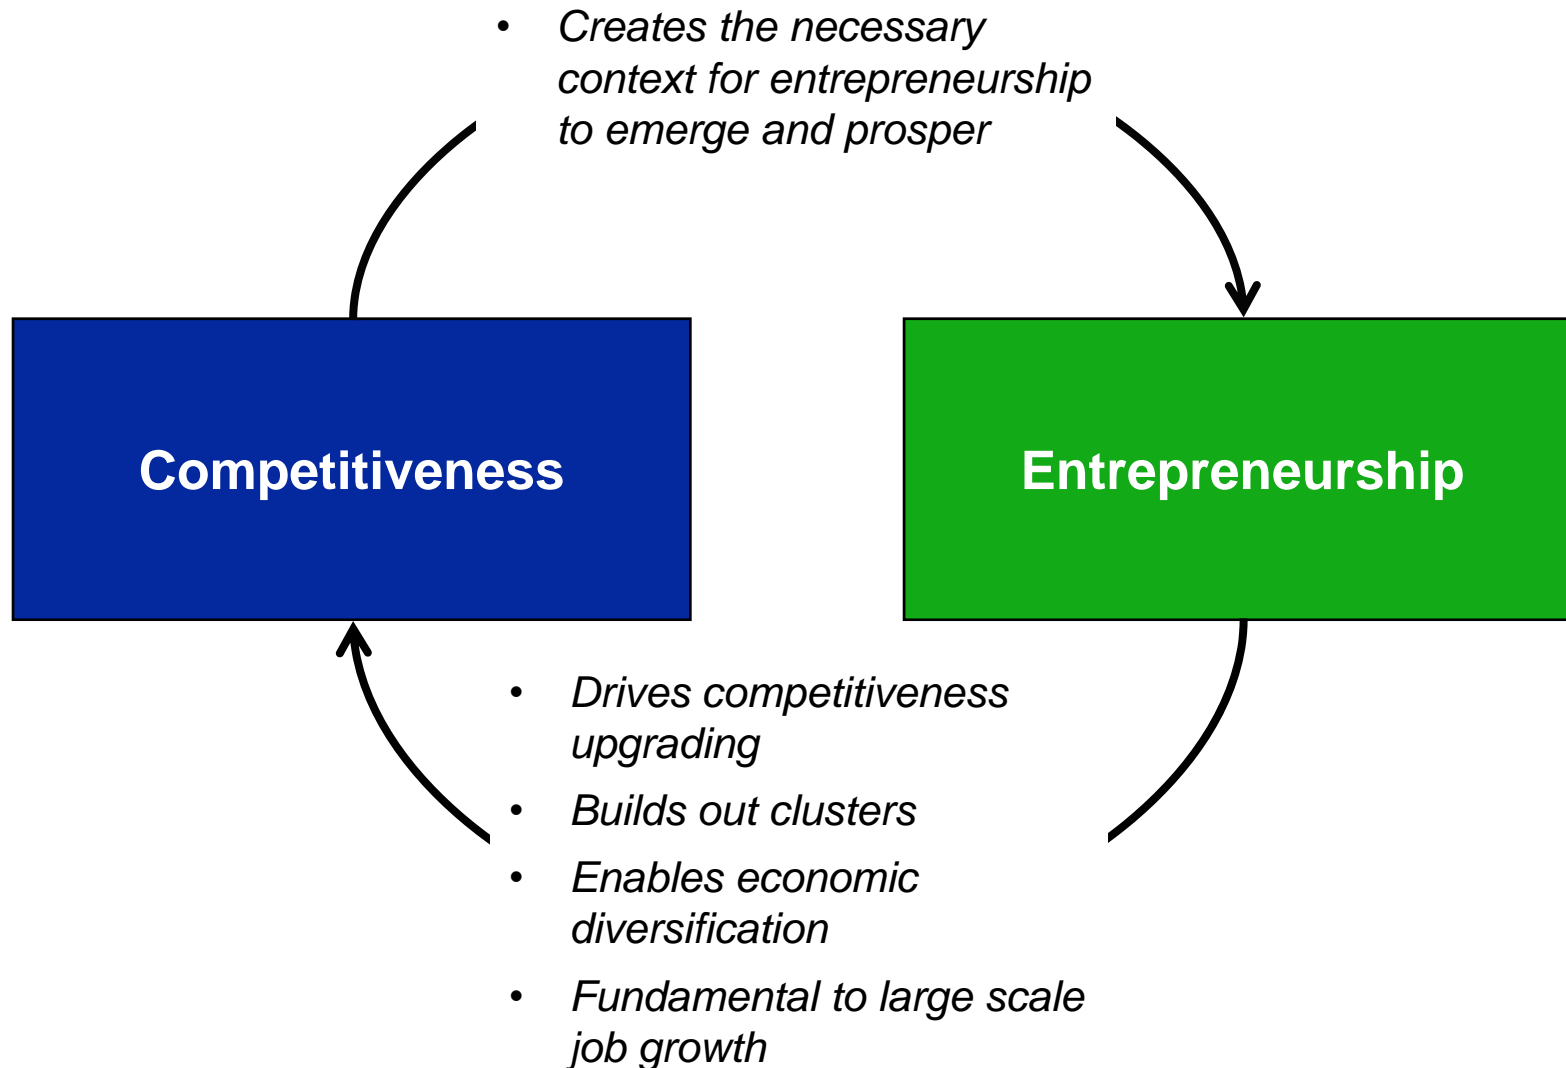 • Creates the necessary
context for entrepreneurship
to emerge and prosper
Competitiveness
Entrepreneurship
• Drives competitiveness
upgrading
• Builds out clusters
• Enables economic
diversification
• Fundamental to large scale
job growth